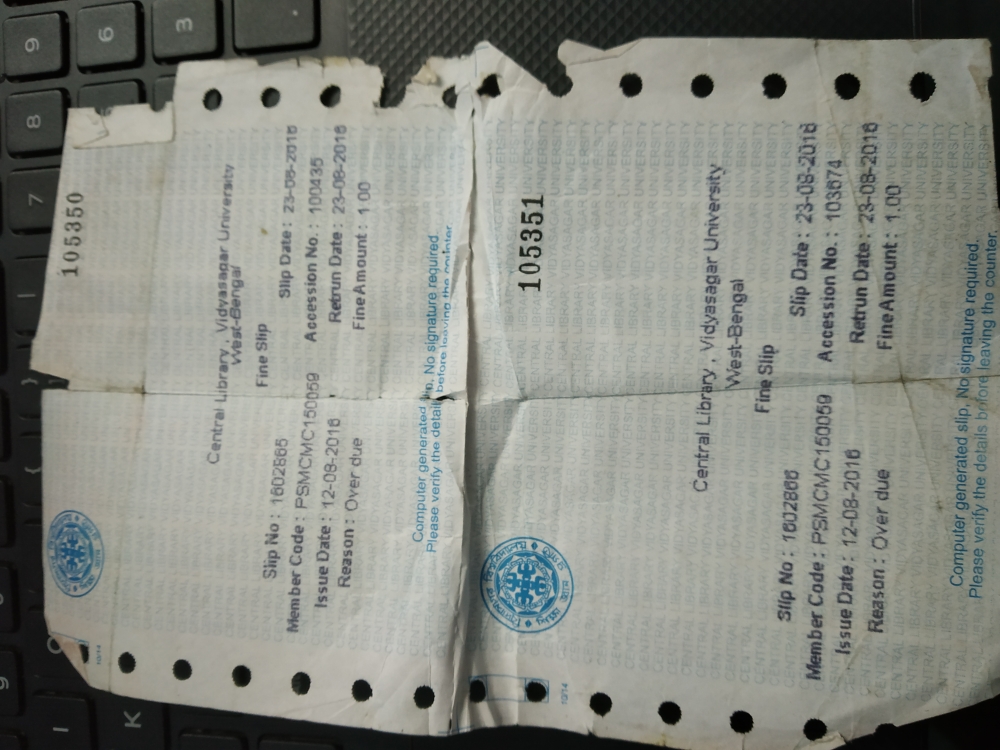 105350
Central Library , Vidyasagar University
West-Bengal
Fine Slip
Slip No : 1602865 Slip Date : 23-08-2016
Member Code : PSMCMC150059 Accession No. : 100435
Issue Date : 12-08-2016 Retrun Date : 23-08-2016
Reason : Over due Fine Amount : 1.00
Computer generated slip. No signature required.
Please verify the details before leaving the counter.
10/14
105351
Central Library , Vidyasagar University
West-Bengal
Fine Slip
Slip No : 1602866 Slip Date : 23-08-2016
Member Code : PSMCMC150059 Accession No. : 103674
Issue Date : 12-08-2016 Retrun Date : 23-08-2016
Reason : Over due Fine Amount : 1.00
Computer generated slip. No signature required.
Please verify the details before leaving the counter.
10/14